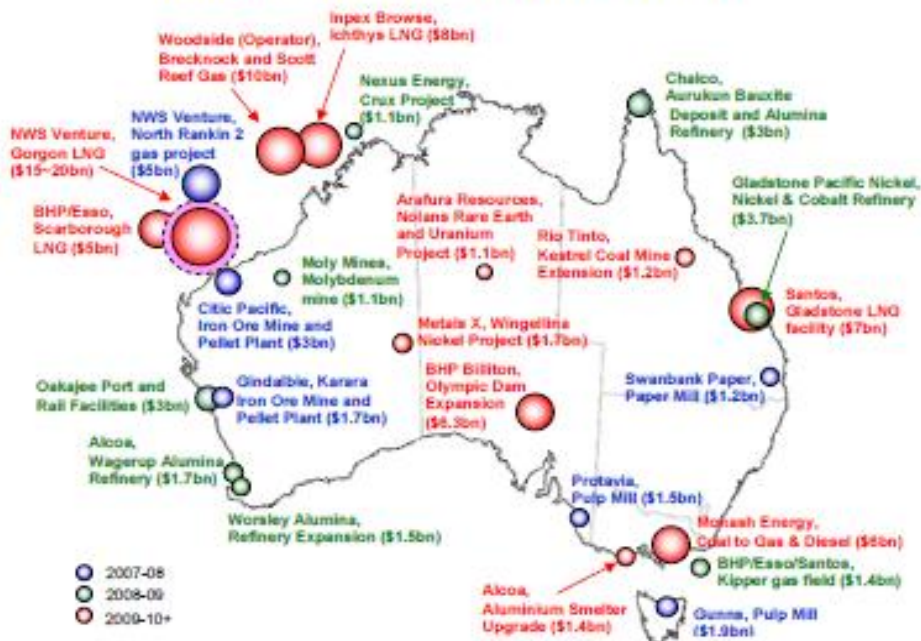 Inpex Browse,
Ichthys LNG ($8bn)
Woodside (Operator),
Brecknock and Scott
Reef Gas ($10bn)
Nexus Energy,
Crux Project
($1.1bn)
Chalco,
Aurukun Bauxite
Deposit and Alumina
Refinery ($3bn)
NWS Venture,
Gorgon LNG
($15~20bn)
NWS Venture,
North Rankin 2
gas project
($5bn)
Gladstone Pacific Nickel,
Nickel & Cobalt Refinery
($3.7bn)
BHP/Esso,
Scarborough
LNG ($5bn)
Arafura Resources,
Nolans Rare Earth
and Uranium
Project ($1.1bn)
Rio Tinto,
Kestrel Coal Mine
Extension ($1.2bn)
Moly Mines,
Molybdenum
mine ($1.1bn)
Santos,
Gladstone LNG
facility ($7bn)
Citic Pacific,
Iron Ore Mine and
Pellet Plant ($3bn)
Metals X, Wingellina
Nickel Project ($1.7bn)
Oakajee Port and
Rail Facilities ($3bn)
Gindalbie, Karara
Iron Ore Mine and
Pellet Plant ($1.7bn)
BHP Billiton,
Olympic Dam
Expansion
($6.3bn)
Swanbank Paper,
Paper Mill ($1.2bn)
Alcoa,
Wagerup Alumina
Refinery ($1.7bn)
Worsley Alumina,
Refinery Expansion ($1.5bn)
Protavia,
Pulp Mill ($1.5bn)
Monash Energy,
Coal to Gas & Diesel ($6bn)
BHP/Esso/Santos,
Kipper gas field ($1.4bn)
Alcoa,
Aluminium Smelter
Upgrade ($1.4bn)
Gunns, Pulp Mill
($1.9bn)
2007-08
2008-09
2009-10+